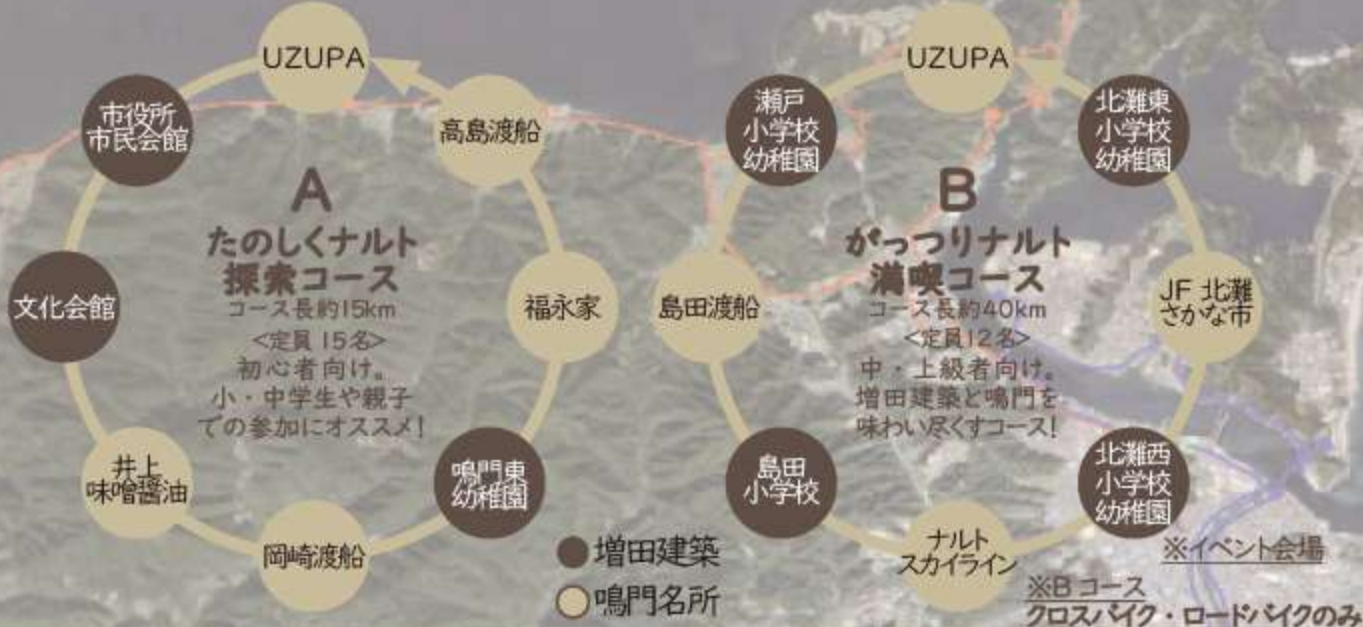 UZUPA
市役所
市民会館
高島渡船
文化会館
福永家
井上
味噌醤油
鳴門東
幼稚園
岡崎渡船
A
たのしくナルト
探索コース
コース長約15km
<定員 15名>
初心者向け。
小・中学生や親子
での参加にオススメ!
UZUPA
瀬戸
小学校
幼稚園
北灘東
小学校
幼稚園
島田渡船
JF 北灘
さかな市
島田
小学校
北灘西
小学校
幼稚園
ナルト
スカイライン
B
がっつりナルト
満喫コース
コース長約40km
<定員12名>
中・上級者向け。
増田建築と鳴門を
味わい尽くすコース!
増田建築
鳴門名所
※イベント会場
※Bコース
クロスバイク・ロードバイクのみ